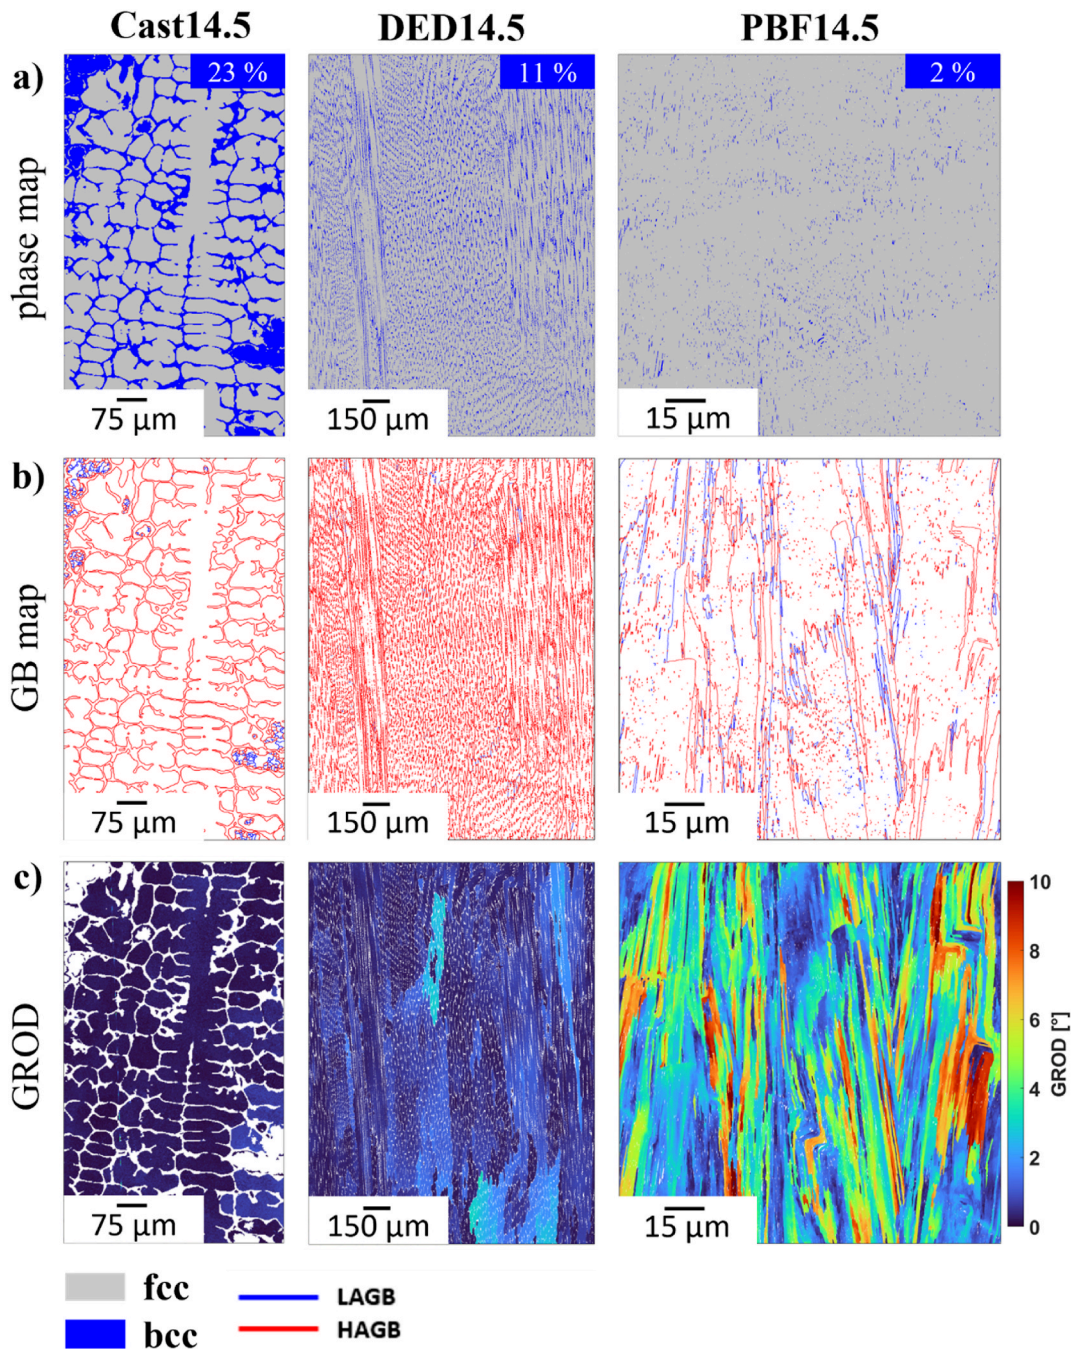 Cast14.5 DED14.5 PBF14.5
a)
phase map
23 %
11 %
2 %
75 µm
150 µm
15 µm
b)
GB map
75 µm
150 µm
15 µm
c)
GROD
75 µm
150 µm
15 µm
10
8
6
4
2
0
GROD [°]
fcc
bcc
LAGB
HAGB